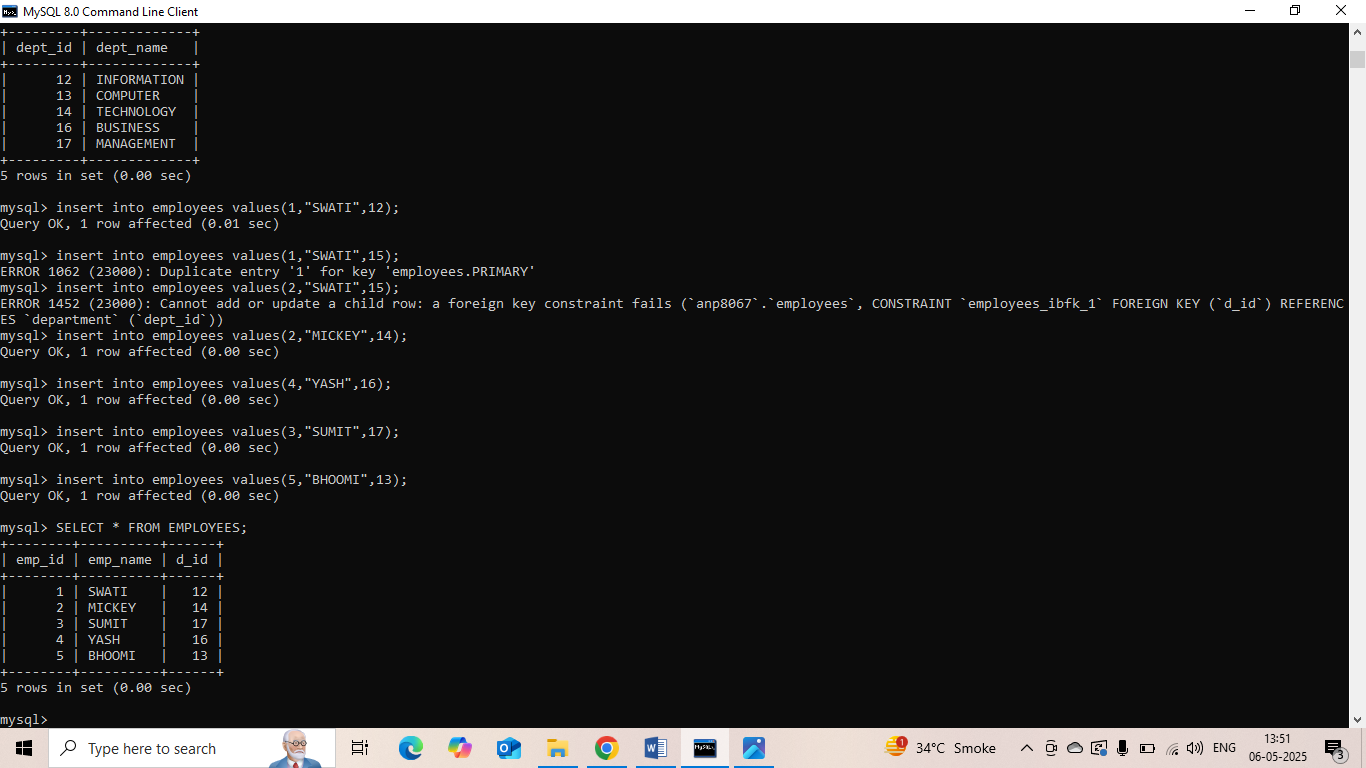 MySQL 8.0 Command Line Client
+---------+-------------+
| dept_id | dept_name   |
+---------+-------------+
|      12 | INFORMATION |
|      13 | COMPUTER    |
|      14 | TECHNOLOGY  |
|      16 | BUSINESS    |
|      17 | MANAGEMENT  |
+---------+-------------+
5 rows in set (0.00 sec)
mysql> insert into employees values(1,"SWATI",12);
Query OK, 1 row affected (0.01 sec)
mysql> insert into employees values(1,"SWATI",15);
ERROR 1062 (23000): Duplicate entry '1' for key 'employees.PRIMARY'
mysql> insert into employees values(2,"SWATI",15);
ERROR 1452 (23000): Cannot add or update a child row: a foreign key constraint fails (`anp8067`.`employees`, CONSTRAINT `employees_ibfk_1` FOREIGN KEY (`d_id`) REFERENC
ES `department` (`dept_id`))
mysql> insert into employees values(2,"MICKEY",14);
Query OK, 1 row affected (0.00 sec)
mysql> insert into employees values(4,"YASH",16);
Query OK, 1 row affected (0.00 sec)
mysql> insert into employees values(3,"SUMIT",17);
Query OK, 1 row affected (0.00 sec)
mysql> insert into employees values(5,"BHOOMI",13);
Query OK, 1 row affected (0.00 sec)
mysql> SELECT * FROM EMPLOYEES;
+--------+----------+------+
| emp_id | emp_name | d_id |
+--------+----------+------+
|      1 | SWATI    |   12 |
|      2 | MICKEY   |   14 |
|      3 | SUMIT    |   17 |
|      4 | YASH     |   16 |
|      5 | BHOOMI   |   13 |
+--------+----------+------+
5 rows in set (0.00 sec)
mysql>
Type here to search
1
34°C Smoke
ENG
13:51
06-05-2025
3